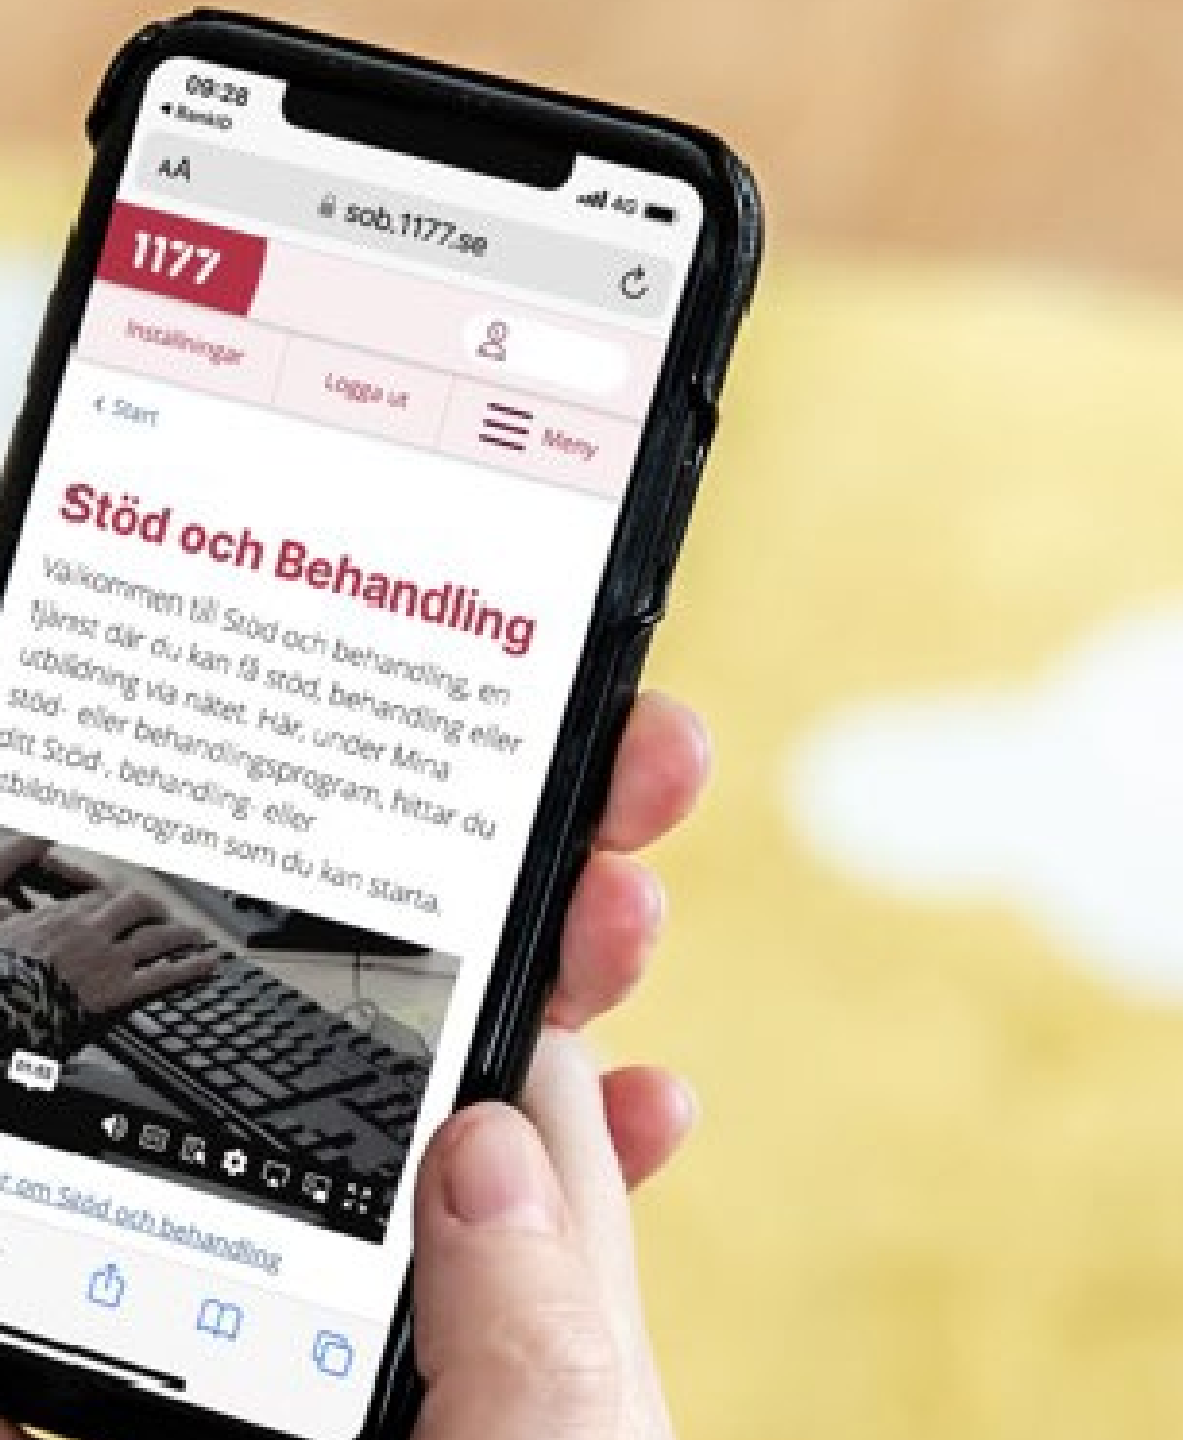 09:28
BankID
4G
AA
sob.1177.se
1177
Inställningar
Logga ut
Meny
Start
Stöd och Behandling
Välkommen till Stöd och behandling, en
tjänst där du kan få stöd, behandling eller
utbildning via nätet. Här, under Mina
stöd- eller behandlingsprogram, hittar du
ditt Stöd-, behandling- eller
tbildningsprogram som du kan starta.
r om Stöd och behandling